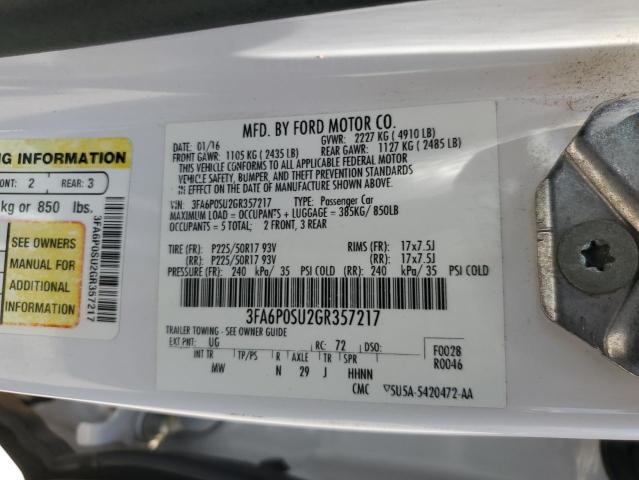 MFD. BY FORD MOTOR CO.
DATE: 01/16 GVWR: 2227 KG ( 4910 LB)
FRONT GAWR: 1105 KG ( 2435 LB) REAR GAWR: 1127 KG ( 2485 LB)
THIS VEHICLE CONFORMS TO ALL APPLICABLE FEDERAL MOTOR
VEHICLE SAFETY, BUMPER, AND THEFT PREVENTION STANDARDS
IN EFFECT ON THE DATE OF MANUFACTURE SHOWN ABOVE.
VIN: 3FA6P0SU2GR357217 TYPE: Passenger Car
MAXIMUM LOAD = OCCUPANTS + LUGGAGE = 385KG/850LB
OCCUPANTS = 5 TOTAL: 2 FRONT, 3 REAR
TIRE (FR): P225/50R17 93V RIMS (FR): 17x7.5J
(RR): P225/50R17 93V (RR): 17x7.5J
PRESSURE (FR): 240 kPa/ 35 PSI COLD (RR): 240 kPa/ 35 PSI COLD
3FA6P0SU2GR357217
TRAILER TOWING - SEE OWNER GUIDE
EXT PNT: UG RC: 72 DSO:
INT TR TP/PS R AXLE TR SPR
MW N 29 J HHNN
F0028
R0046
CMC SU5A-5420472-AA
NG INFORMATION
ONT: 2 REAR: 3
kg or 850 lbs.
SEE OWNERS
MANUAL FOR
ADDITIONAL
INFORMATION
3FA6P0SU2GR357217